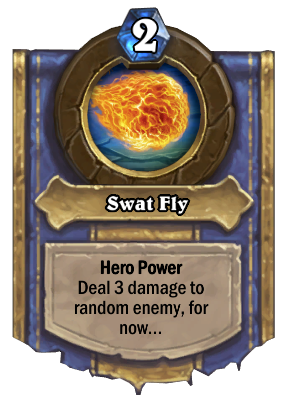 2
Swat Fly
Hero Power
Deal 3 damage to
random enemy, for
now...